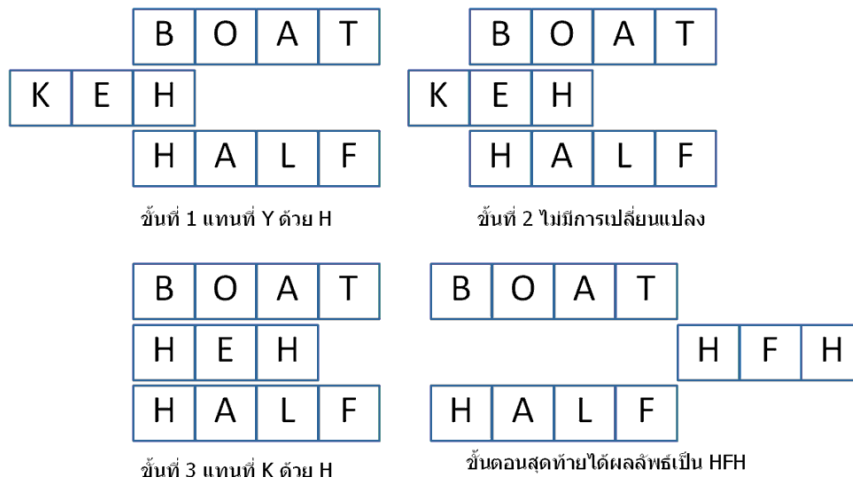 B O A T B O A T
K E H K E H
H A L F H A L F
ขั้นที่ 1 แทนที่ Y ด้วย H ขั้นที่ 2 ไม่มีการเปลี่ยนแปลง
B O A T B O A T
H E H H F H
H A L F H A L F
ขั้นที่ 3 แทนที่ K ด้วย H ขั้นตอนสุดท้ายได้ผลลัพธ์เป็น HFH